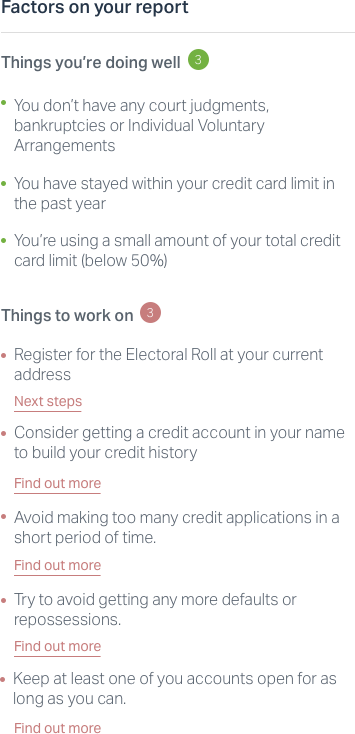 Factors on your report
Things you're doing well 3
You don't have any court judgments,
bankruptcies or Individual Voluntary
Arrangements
You have stayed within your credit card limit in
the past year
You're using a small amount of your total credit
card limit (below 50%)
Things to work on 3
Register for the Electoral Roll at your current
address
Next steps
Consider getting a credit account in your name
to build your credit history
Find out more
Avoid making too many credit applications in a
short period of time.
Find out more
Try to avoid getting any more defaults or
repossessions.
Find out more
Keep at least one of you accounts open for as
long as you can.
Find out more